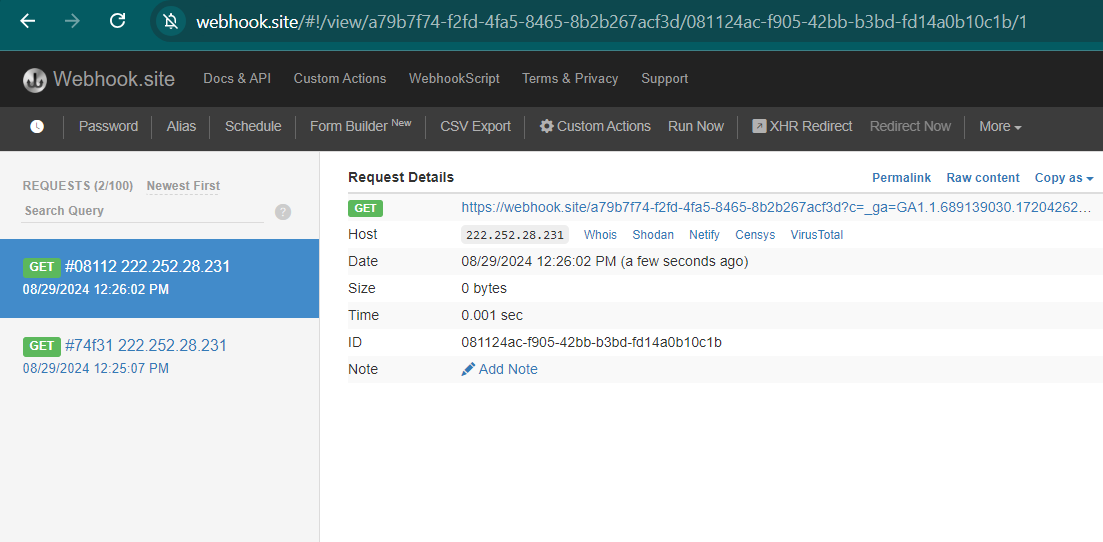 webhook.site/#!/view/a79b7f74-f2fd-4fa5-8465-8b2b267acf3d/081124ac-f905-42bb-b3bd-fd14a0b10c1b/1
Webhook.site Docs & API Custom Actions WebhookScript Terms & Privacy Support
Password Alias Schedule Form Builder New CSV Export Custom Actions Run Now XHR Redirect Redirect Now More
REQUESTS (2/100) Newest First
Search Query ?
GET #08112 222.252.28.231
08/29/2024 12:26:02 PM
GET #74f31 222.252.28.231
08/29/2024 12:25:07 PM
Request Details Permalink Raw content Copy as
GET https://webhook.site/a79b7f74-f2fd-4fa5-8465-8b2b267acf3d?c=_ga=GA1.1.689139030.17204262...
Host 222.252.28.231 Whois Shodan Netify Censys VirusTotal
Date 08/29/2024 12:26:02 PM (a few seconds ago)
Size 0 bytes
Time 0.001 sec
ID 081124ac-f905-42bb-b3bd-fd14a0b10c1b
Note Add Note